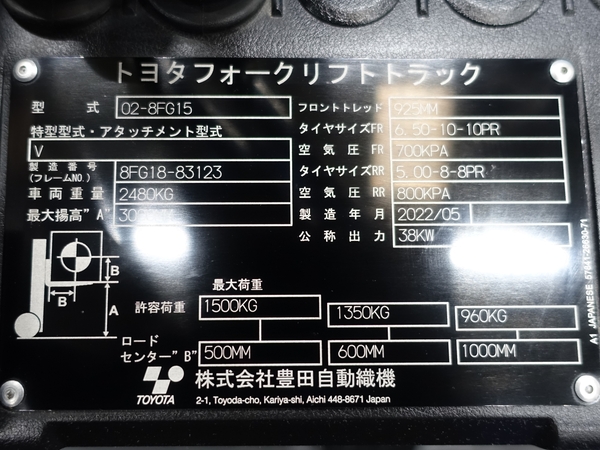 トヨタフォークリフトトラック
型式 02-8FG15
特型型式・アタッチメント型式
V
製造番号 (フレームNO.) 8FG18-83123
車両重量 2480KG
最大揚高"A"
フロントトレッド 925MM
タイヤサイズFR 6.50-10-10PR
空気圧FR 700KPA
タイヤサイズRR 5.00-8-8PR
空気圧RR 800KPA
製造年月 2022/05
公称出力 38KW
B
B
A
最大荷重
許容荷重 1500KG 1350KG 960KG
ロードセンター"B" 500MM 600MM 1000MM
TOYOTA
株式会社豊田自動織機
2-1, Toyoda-cho, Kariya-shi, Aichi 448-8671 Japan
A1 JAPANESE